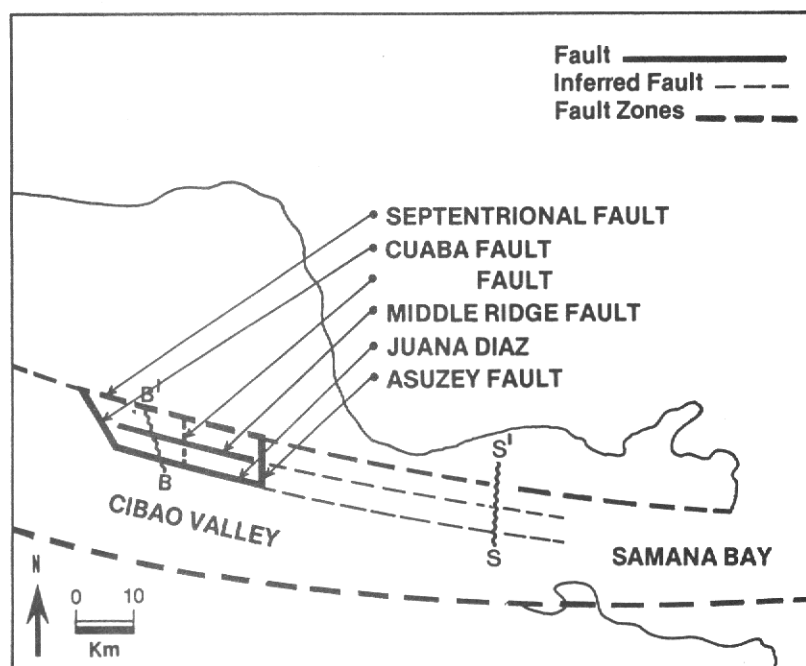 Fault
Inferred Fault
Fault Zones
SEPTENTRIONAL FAULT
CUABA FAULT
FAULT
MIDDLE RIDGE FAULT
JUANA DIAZ
ASUZEY FAULT
B'
B
S'
S
CIBAO VALLEY
SAMANA BAY
N
0 10
Km